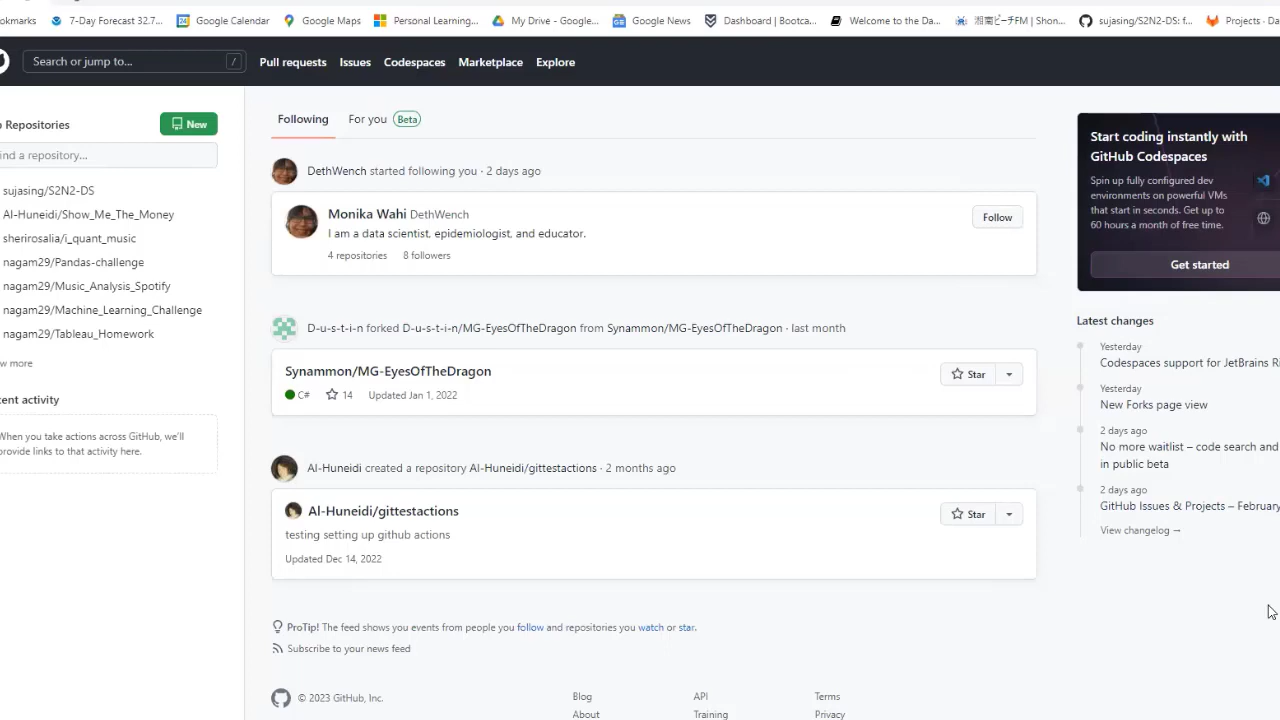 okmarks 7-Day Forecast 32.7... Google Calendar Google Maps Personal Learning... My Drive - Google... Google News Dashboard | Bootca... Welcome to the Da... 湘南ビーチFM | Shon... sujasing/S2N2-DS: f... Projects · Da
Search or jump to... / Pull requests Issues Codespaces Marketplace Explore
Repositories New
ind a repository...
sujasing/S2N2-DS
Al-Huneidi/Show_Me_The_Money
sherirosalia/i_quant_music
nagam29/Pandas-challenge
nagam29/Music_Analysis_Spotify
nagam29/Machine_Learning_Challenge
nagam29/Tableau_Homework
w more
cent activity
When you take actions across GitHub, we'll
provide links to that activity here.
Following For you Beta
DethWench started following you · 2 days ago
Monika Wahi DethWench Follow
I am a data scientist, epidemiologist, and educator.
4 repositories 8 followers
D-u-s-t-i-n forked D-u-s-t-i-n/MG-EyesOfTheDragon from Synammon/MG-EyesOfTheDragon · last month
Synammon/MG-EyesOfTheDragon Star
C# 14 Updated Jan 1, 2022
Al-Huneidi created a repository Al-Huneidi/gittestactions · 2 months ago
Al-Huneidi/gittestactions Star
testing setting up github actions
Updated Dec 14, 2022
ProTip! The feed shows you events from people you follow and repositories you watch or star.
Subscribe to your news feed
© 2023 GitHub, Inc. Blog API Terms
About Training Privacy
Start coding instantly with
GitHub Codespaces
Spin up fully configured dev
environments on powerful VMs
that start in seconds. Get up to
60 hours a month of free time.
Get started
Latest changes
Yesterday
Codespaces support for JetBrains Ri
Yesterday
New Forks page view
2 days ago
No more waitlist – code search and
in public beta
2 days ago
GitHub Issues & Projects – February
View changelog →